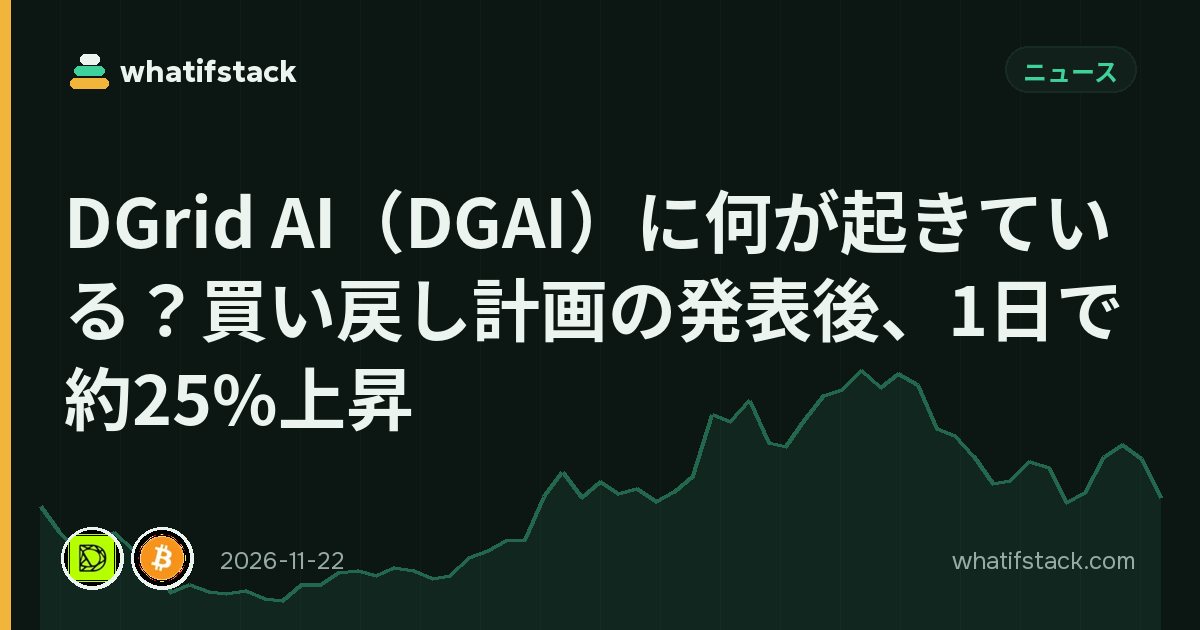 whatifstack
ニュース
DGrid AI（DGAI）に何が起きてい
る？買い戻し計画の発表後、1日で
約25%上昇
2026-11-22
whatifstack.com